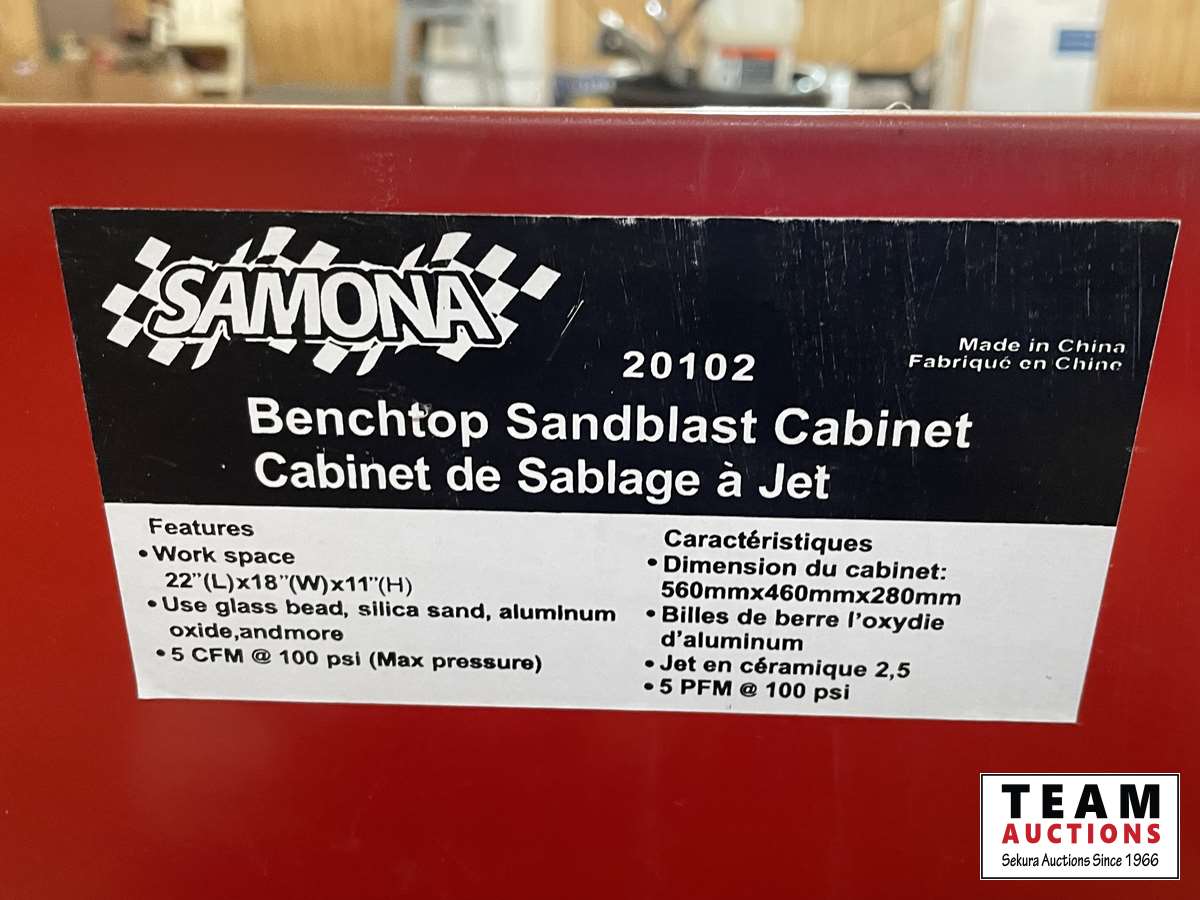 SAMONA
20102
Made in China
Fabriqué en Chine
Benchtop Sandblast Cabinet
Cabinet de Sablage à Jet
Features
•Work space
22"(L)x18"(W)x11"(H)
•Use glass bead, silica sand, aluminum
oxide,andmore
•5 CFM @ 100 psi (Max pressure)
Caractéristiques
•Dimension du cabinet:
560mmx460mmx280mm
•Billes de berre l'oxydie
d'aluminum
•Jet en céramique 2,5
•5 PFM @ 100 psi
TEAM
AUCTIONS
Sekura Auctions Since 1966